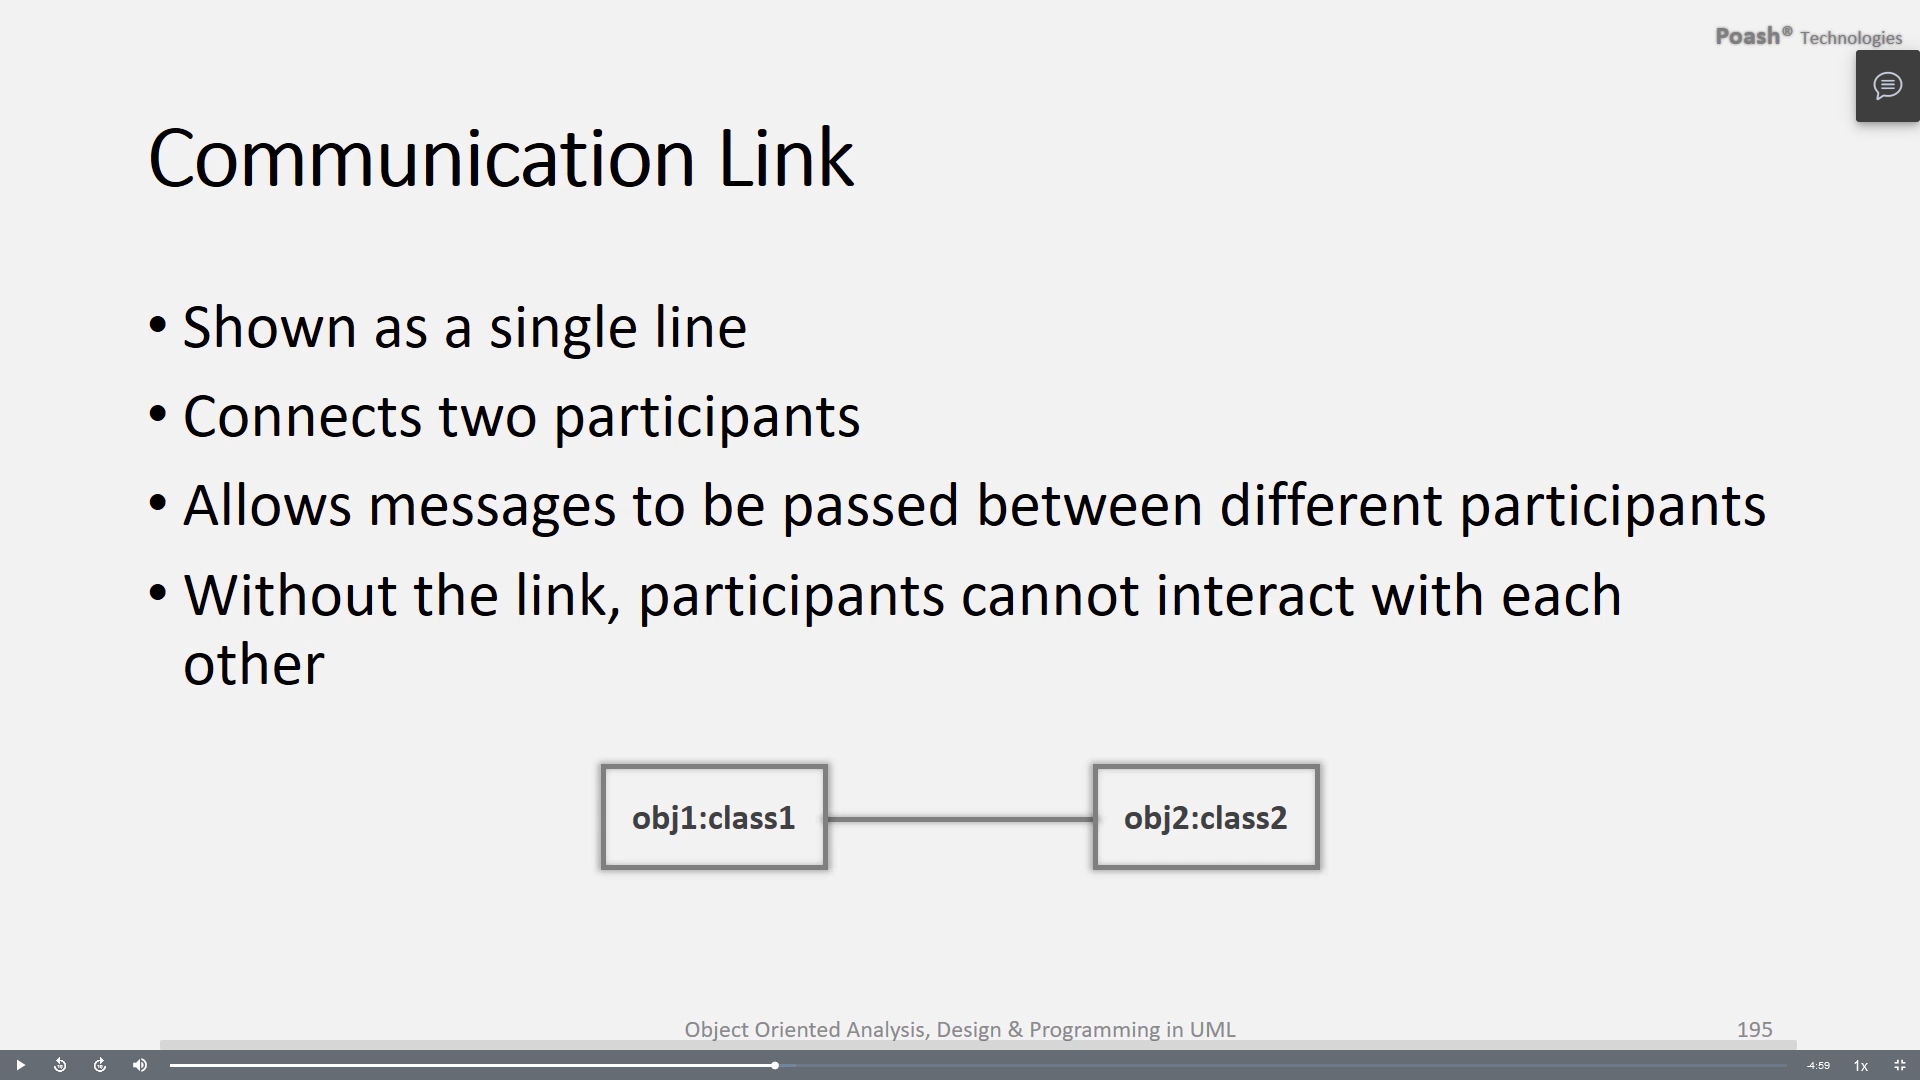 Poash® Technologies
Communication Link
• Shown as a single line
• Connects two participants
• Allows messages to be passed between different participants
• Without the link, participants cannot interact with each
other
obj1:class1
obj2:class2
Object Oriented Analysis, Design & Programming in UML
195
-4:59
1x